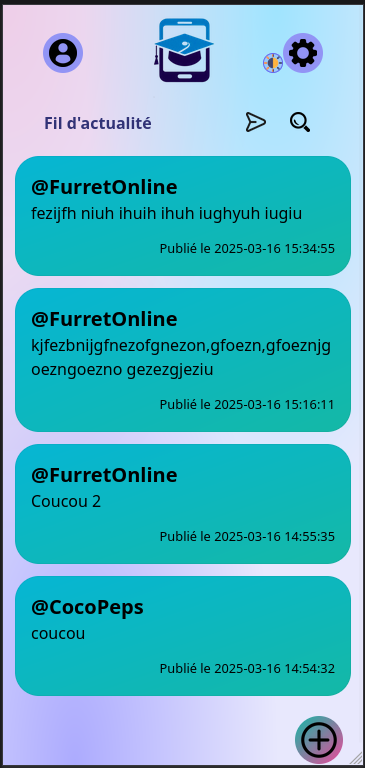 Fil d'actualité
@FurretOnline
fezijfh niuh ihuih ihuh iughyuh iugiu
Publié le 2025-03-16 15:34:55
@FurretOnline
kjfezbnijgfnezofgnezon,gfoezn,gfoeznjg
oezngoezno gezezgjeziu
Publié le 2025-03-16 15:16:11
@FurretOnline
Coucou 2
Publié le 2025-03-16 14:55:35
@CocoPeps
coucou
Publié le 2025-03-16 14:54:32